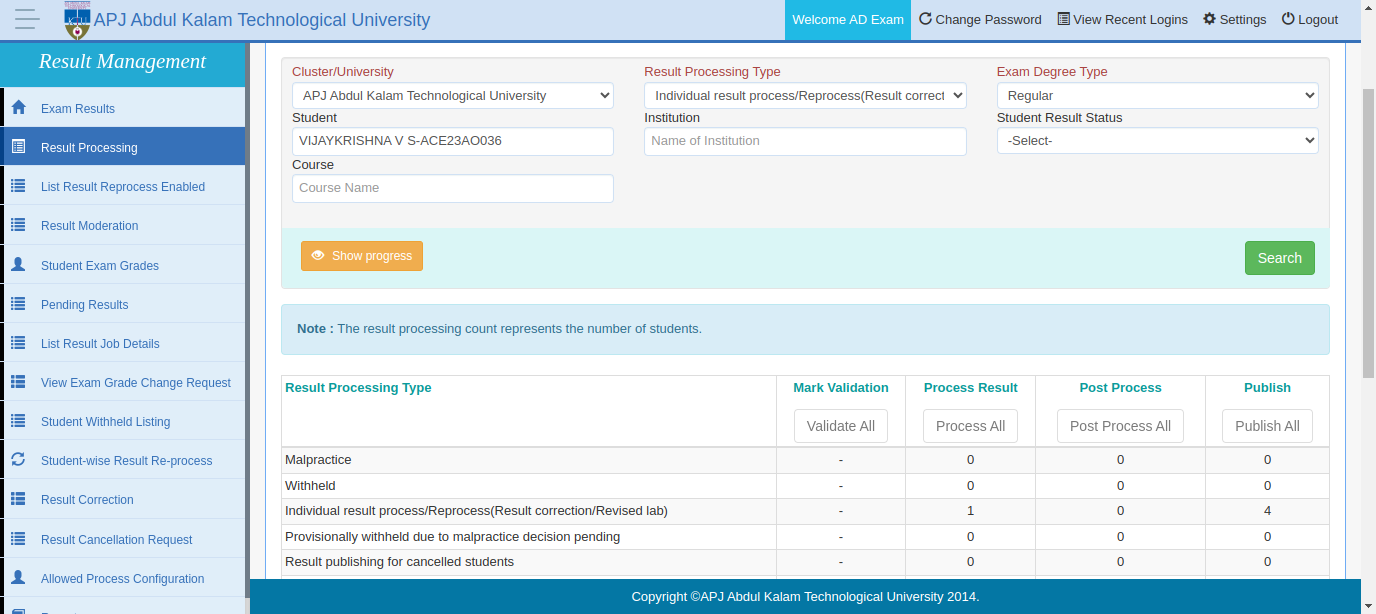 APJ Abdul Kalam Technological University
Welcome AD Exam Change Password View Recent Logins Settings Logout
Result Management
Exam Results
Result Processing
List Result Reprocess Enabled
Result Moderation
Student Exam Grades
Pending Results
List Result Job Details
View Exam Grade Change Request
Student Withheld Listing
Student-wise Result Re-process
Result Correction
Result Cancellation Request
Allowed Process Configuration
Cluster/University Result Processing Type Exam Degree Type
APJ Abdul Kalam Technological University Individual result process/Reprocess(Result correct Regular
Student Institution Student Result Status
VIJAYKRISHNA V S-ACE23AO036 Name of Institution -Select-
Course
Course Name
Show progress Search
Note : The result processing count represents the number of students.
Result Processing Type Mark Validation Process Result Post Process Publish
Validate All Process All Post Process All Publish All
Malpractice - 0 0 0
Withheld - 0 0 0
Individual result process/Reprocess(Result correction/Revised lab) - 1 0 4
Provisionally withheld due to malpractice decision pending - 0 0 0
Result publishing for cancelled students - 0 0 0
Copyright ©APJ Abdul Kalam Technological University 2014.